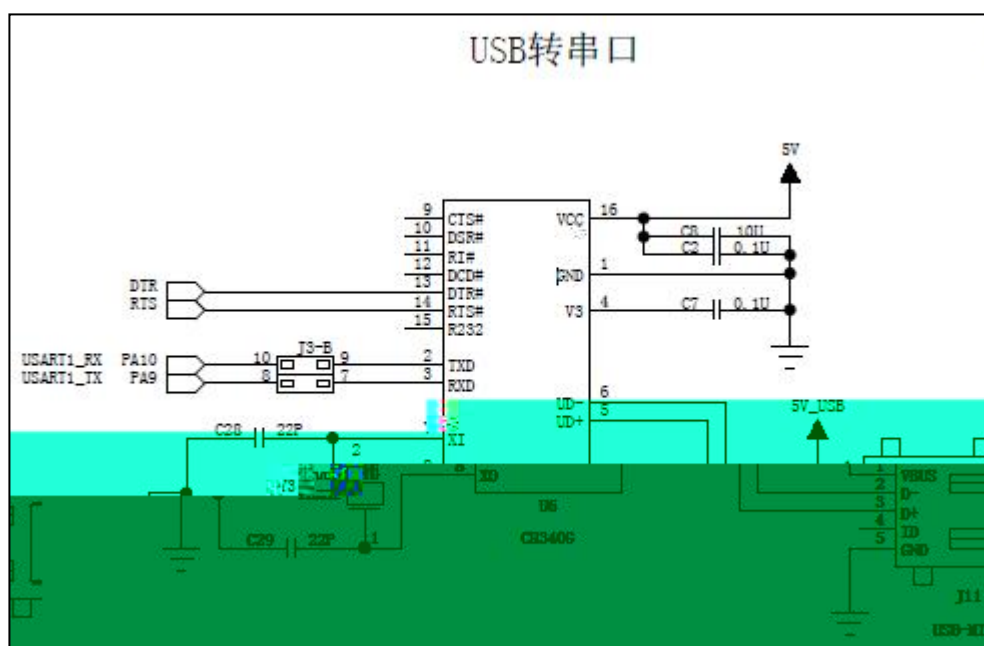 USB转串口
5V
9 CTS# VCC 16
10 DSR# C8 10U
11 RI# C2 0.1U
12 DCD# GND 1
DTR 13 DTR#
RTS 14 RTS# V3 4 C7 0.1U
15 R232
J3-B
USART1_RX PA10 10 9 2 TXD
USART1_TX PA9 8 7 3 RXD
UD- 6
UD+ 5
5V_USB
C28 22P XI
2
XO
1 VBUS
2 D-
3 D+
4 ID
5 GND
U6
C29 22P 1 CH340G
J11